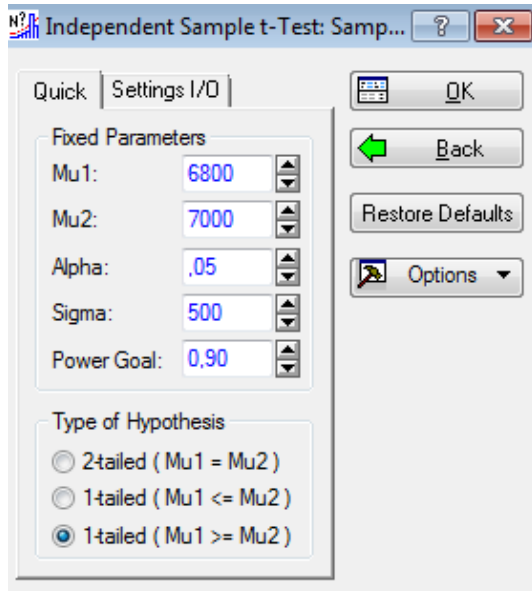 Independent Sample t-Test: Samp...
Quick
Settings I/O
Fixed Parameters
Mu1: 6800
Mu2: 7000
Alpha: ,05
Sigma: 500
Power Goal: 0,90
Type of Hypothesis
2-tailed ( Mu1 = Mu2 )
1-tailed ( Mu1 <= Mu2 )
1-tailed ( Mu1 >= Mu2 )
OK
Back
Restore Defaults
Options